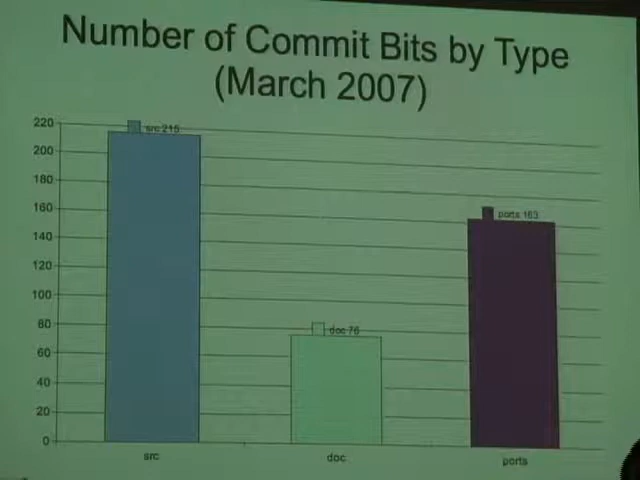 Number of Commit Bits by Type
(March 2007)
220
src 215
200
180
160
ports 163
140
120
100
80
doc 76
60
40
20
0
src
doc
ports